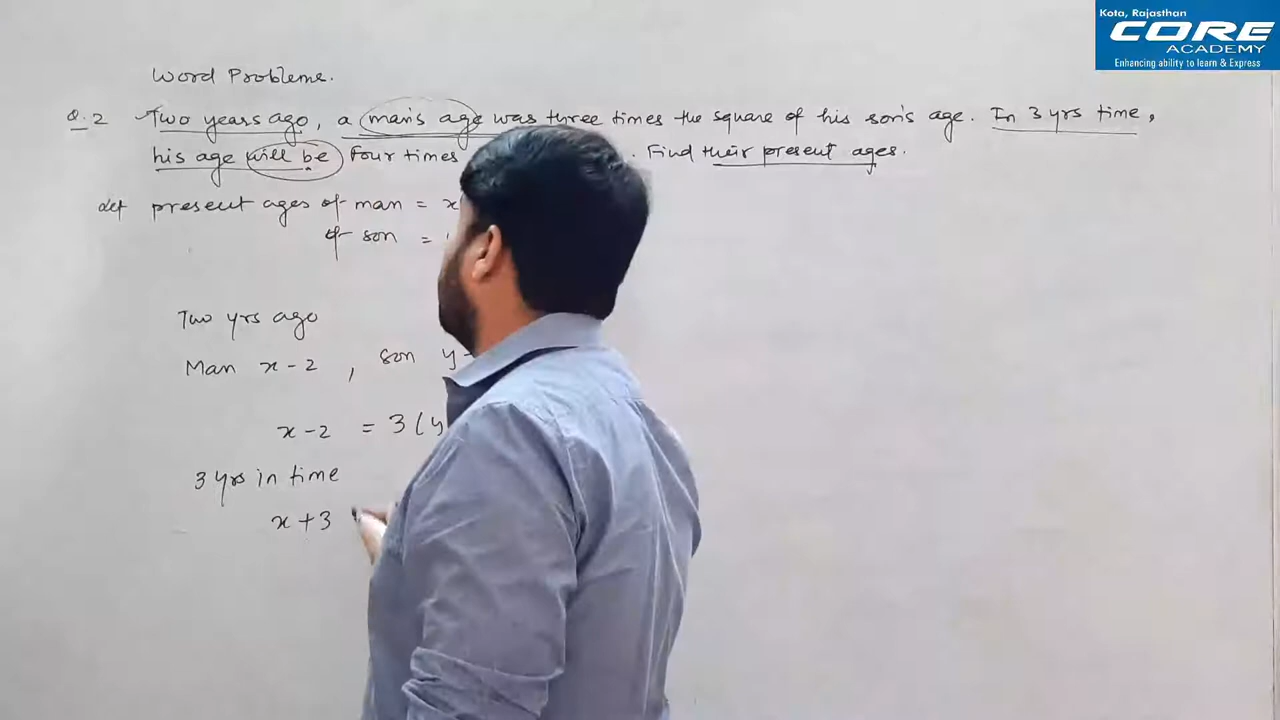 Kota, Rajasthan
CORE
ACADEMY
Enhancing ability to learn & Express
Word Problems.
Q.2 Two years ago, a man's age was three times the square of his son's age. In 3 yrs time,
his age will be four times . Find their present ages.
let present ages of man = x
of son =
Two yrs ago
Man x-2 , son y-
x-2 = 3(y
3 yrs in time
x+3